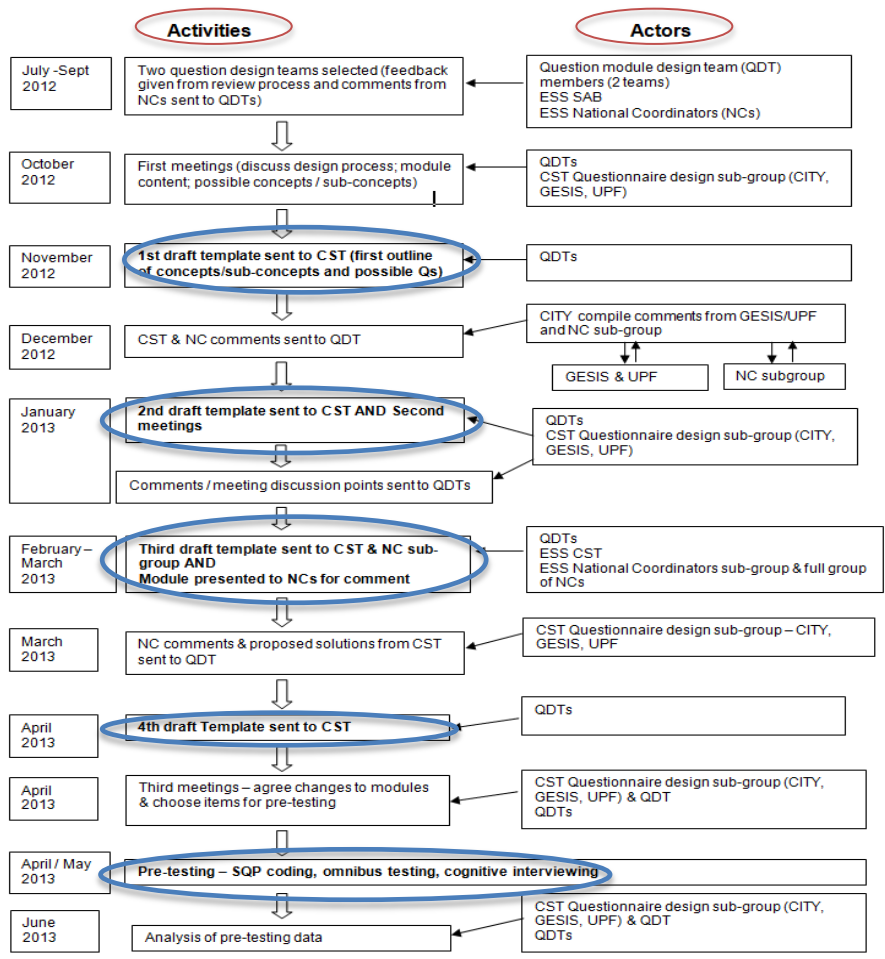 Activities
Actors
July -Sept
2012
Two question design teams selected (feedback
given from review process and comments from
NCs sent to QDTs)
Question module design team (QDT)
members (2 teams)
ESS SAB
ESS National Coordinators (NCs)
October
2012
First meetings (discuss design process; module
content; possible concepts / sub-concepts)
QDTs
CST Questionnaire design sub-group (CITY,
GESIS, UPF)
November
2012
1st draft template sent to CST (first outline
of concepts/sub-concepts and possible Qs)
QDTs
December
2012
CST & NC comments sent to QDT
CITY compile comments from GESIS/UPF
and NC sub-group
GESIS & UPF
NC subgroup
January
2013
2nd draft template sent to CST AND Second
meetings
QDTs
CST Questionnaire design sub-group (CITY,
GESIS, UPF)
Comments / meeting discussion points sent to QDTs
February –
March
2013
Third draft template sent to CST & NC sub-
group AND
Module presented to NCs for comment
QDTs
ESS CST
ESS National Coordinators sub-group & full group
of NCs
March
2013
NC comments & proposed solutions from CST
sent to QDT
CST Questionnaire design sub-group – CITY,
GESIS, UPF
April
2013
4th draft Template sent to CST
QDTs
April
2013
Third meetings – agree changes to modules
& choose items for pre-testing
CST Questionnaire design sub-group (CITY,
GESIS, UPF) & QDT
QDTs
April / May
2013
Pre-testing – SQP coding, omnibus testing, cognitive interviewing
June
2013
Analysis of pre-testing data
CST Questionnaire design sub-group (CITY,
GESIS, UPF) & QDT
QDTs